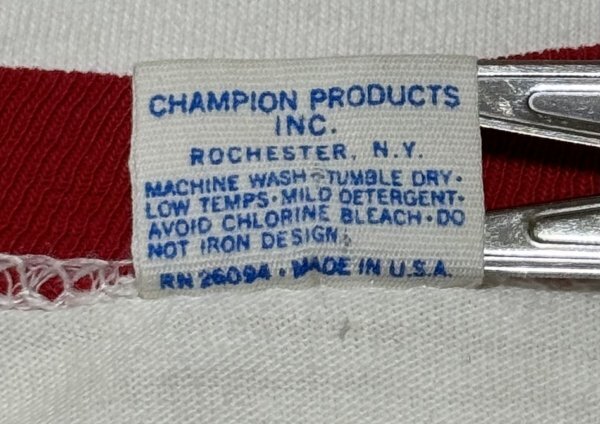 CHAMPION PRODUCTS
INC.
ROCHESTER, N.Y.
MACHINE WASH·TUMBLE DRY·
LOW TEMPS·MILD DETERGENT·
AVOID CHLORINE BLEACH·DO
NOT IRON DESIGN.
RN 26094·MADE IN U.S.A.